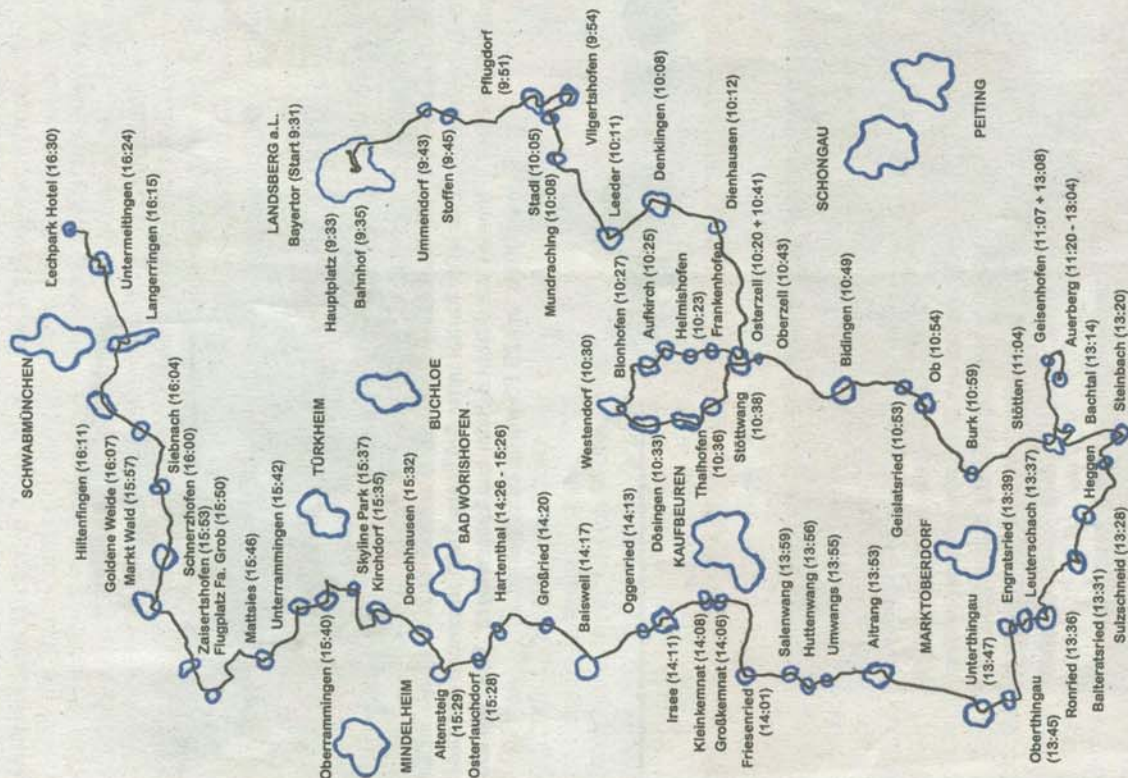 SCHWABMÜNCHEN
Lechpark Hotel (16:30)
Untermeitingen (16:24)
Langerringen (16:15)
Hiltenfingen (16:11)
Goldene Weide (16:07)
Markt Wald (15:57)
Siebnach (16:04)
Schnerzhofen (16:00)
Zaisertshofen (15:53)
Flugplatz Fa. Grob (15:50)
Mattsies (15:46)
Unterrammingen (15:42)
Oberrammingen (15:40)
TÜRKHEIM
Skyline Park (15:37)
Kirchdorf (15:35)
Dorschhausen (15:32)
BUCHLOE
MINDELHEIM
BAD WÖRISHOFEN
Altensteig
(15:29)
Osterlauchdorf
(15:28)
Hartenthal (14:26 - 15:26)
Großried (14:20)
Baisweil (14:17)
Oggenried (14:13)
Irsee (14:11)
Kleinkemnat (14:08)
Großkemnat (14:06)
Friesenried
(14:01)
KAUFBEUREN
Salenwang (13:59)
Huttenwang (13:56)
Umwangs (13:55)
Aitrang (13:53)
MARKTOBERDORF
Unterthingau
(13:47)
Oberthingau
(13:45)
Engratsried (13:39)
Leuterschach (13:37)
Ronried (13:36)
Balteratsried (13:31)
Sulzschneid (13:28)
Heggen
Steinbach (13:20)
Bachtal (13:14)
Auerberg (11:20 - 13:04)
Geisenhofen (11:07 + 13:08)
Stötten (11:04)
Burk (10:59)
Ob (10:54)
Geislatsried (10:53)
Bidingen (10:49)
Oberzell (10:43)
Osterzell (10:20 + 10:41)
Stöttwang
(10:38)
Thalhofen
(10:36)
Dösingen (10:33)
Westendorf (10:30)
Blonhofen (10:27)
Aufkirch (10:25)
Helmishofen
(10:23)
Frankenhofen
Dienhausen (10:12)
Denklingen (10:08)
Leeder (10:11)
Mundraching (10:08)
Stadl (10:05)
Vilgertshofen (9:54)
Pflugdorf
(9:51)
Stoffen (9:45)
Ummendorf (9:43)
LANDSBERG a.L.
Bayertor (Start 9:31)
Hauptplatz (9:33)
Bahnhof (9:35)
SCHONGAU
PEITING